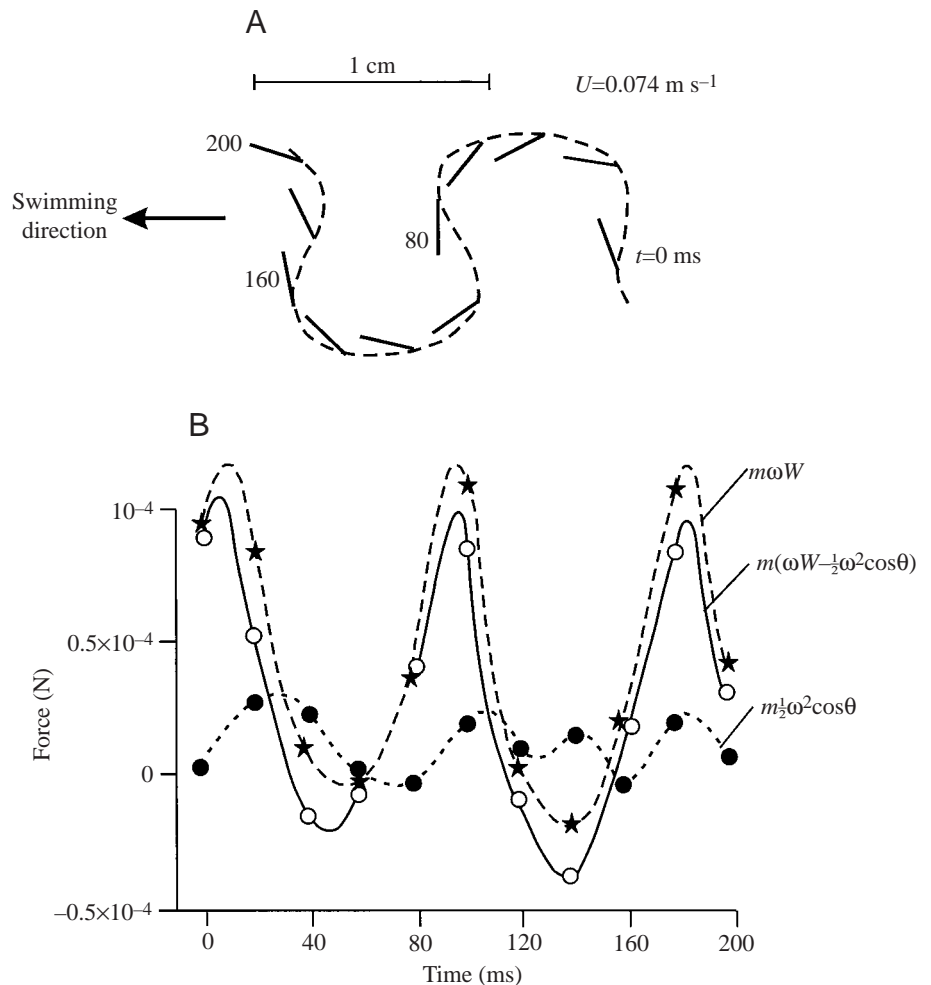 A
1 cm
U=0.074 m s⁻¹
200
Swimming
direction
80
t=0 ms
160
B
mωW
10⁻⁴
m(ωW–½ω²cosθ)
0.5×10⁻⁴
Force (N)
m½ω²cosθ
0
–0.5×10⁻⁴
0 40 80 120 160 200
Time (ms)